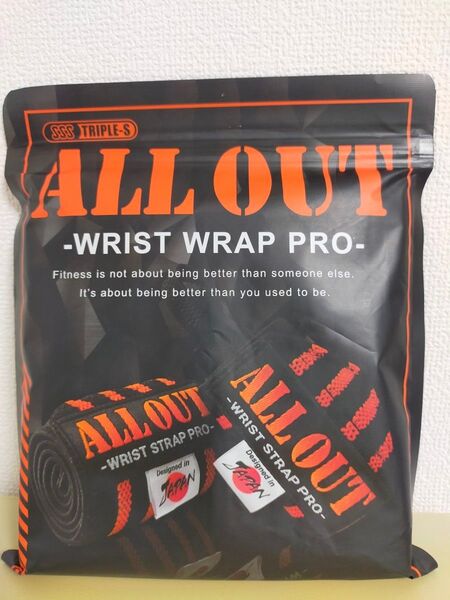 SSS TRIPLE-S
ALL OUT
-WRIST WRAP PRO-
Fitness is not about being better than someone else.
It's about being better than you used to be.
ALL OUT
-WRIST STRAP PRO-
Designed in
JAPAN
ALL OUT
-WRIST STRAP PRO-
Designed in
JAPAN